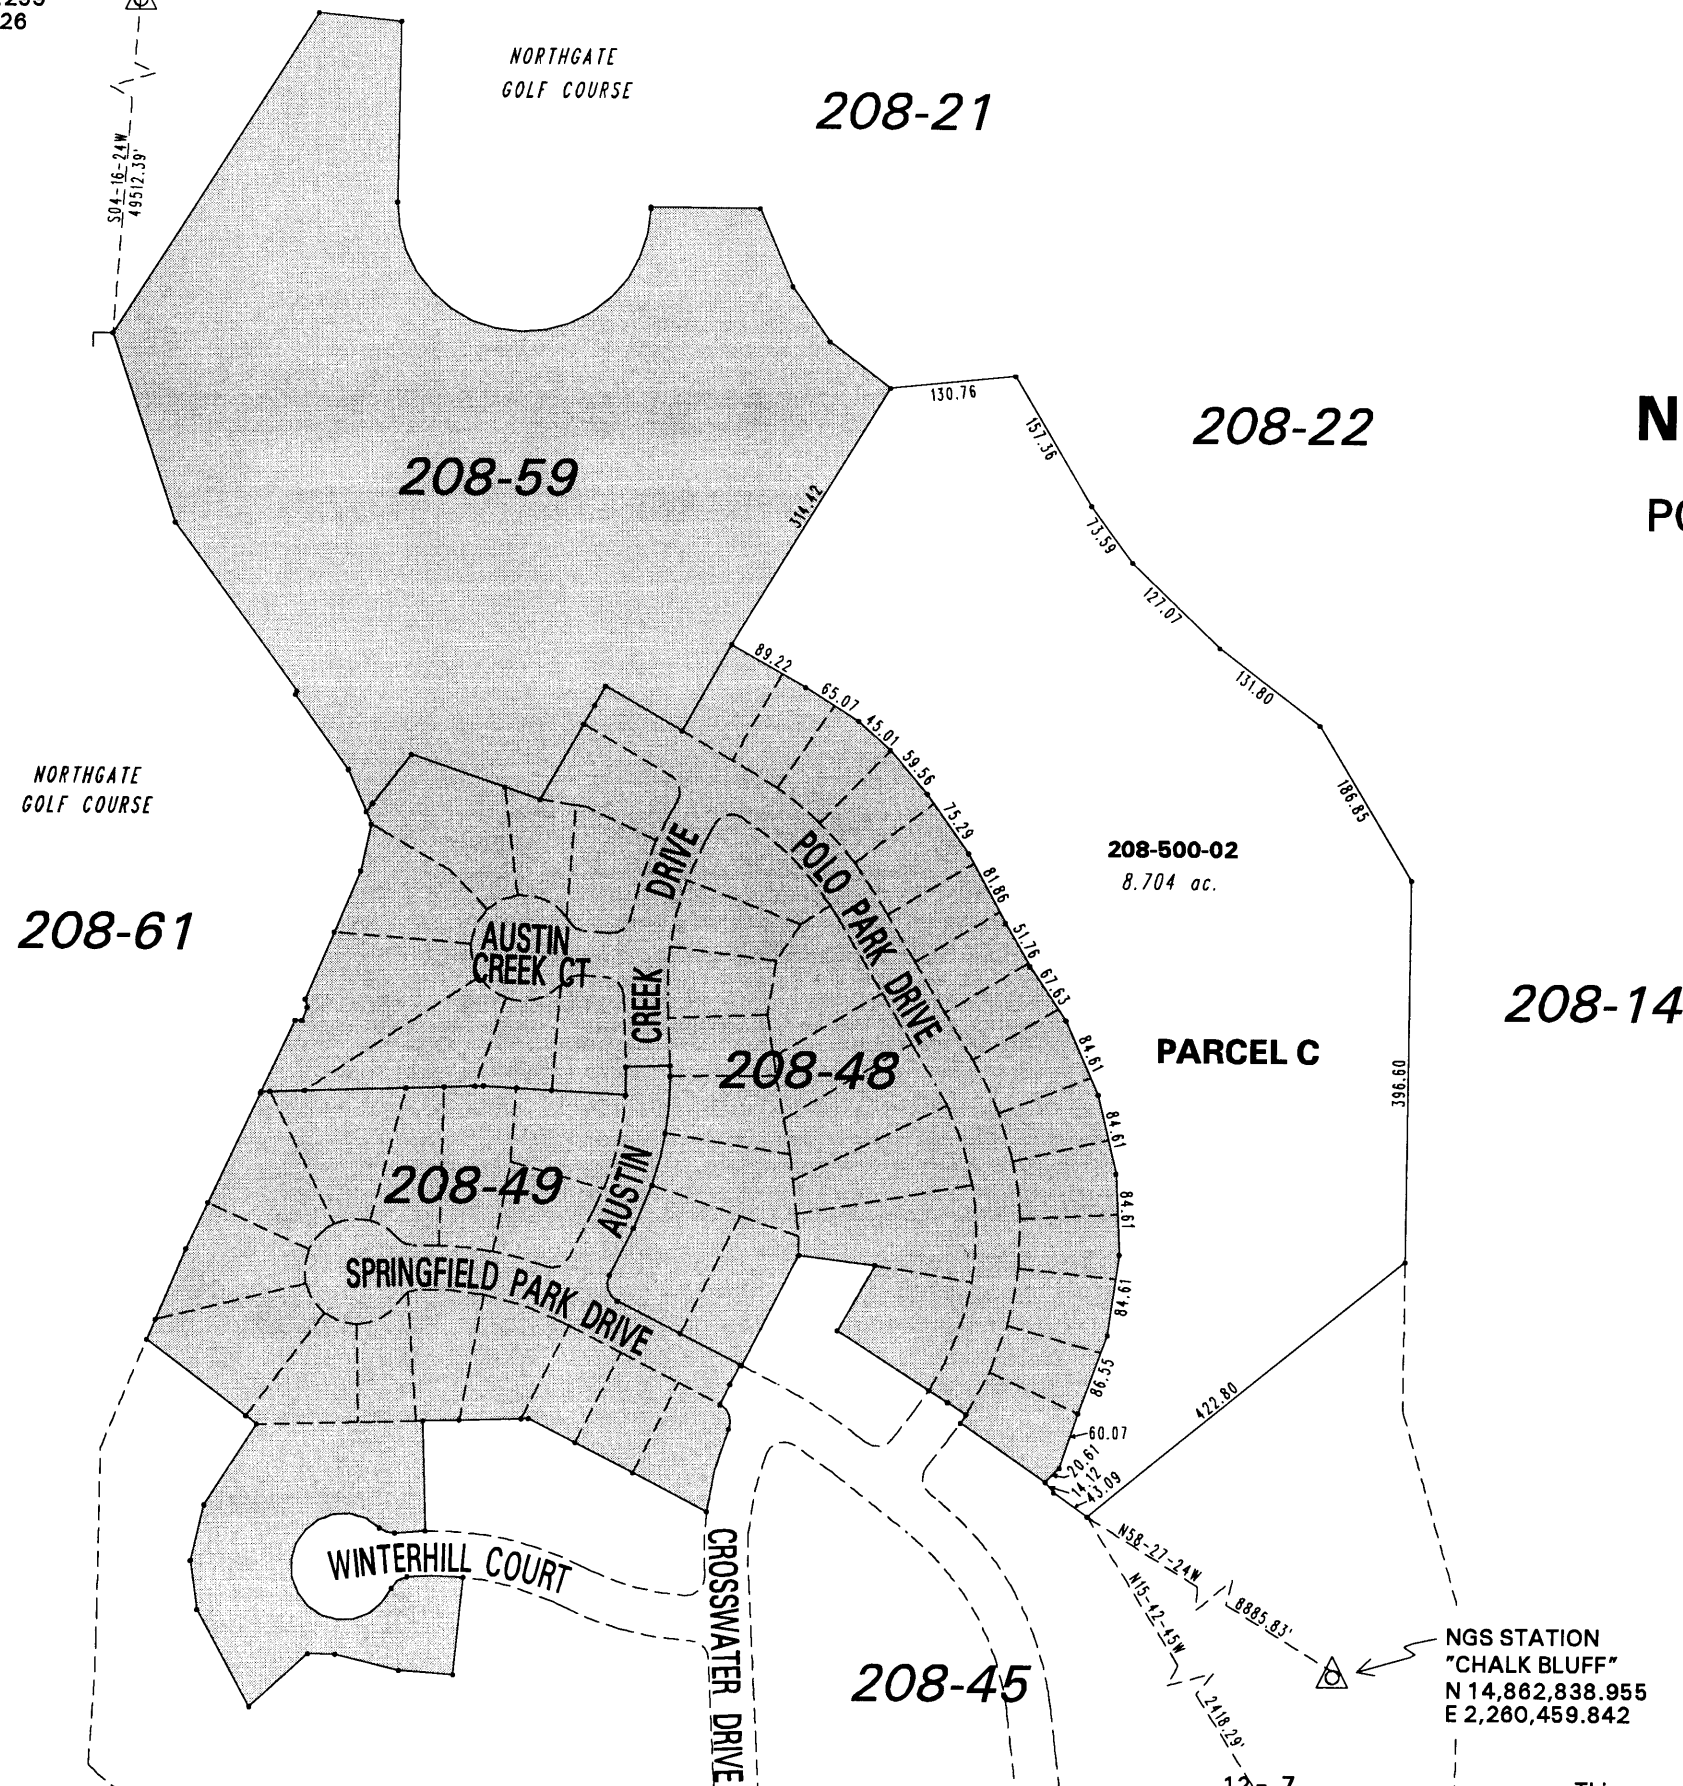 26
NORTHGATE
GOLF COURSE
208-21
S04-16-24W
49512.39'
130.76
157.36
208-22
N
208-59
314.42
73.59
127.07
131.80
186.85
89.22
65.07
45.01
59.56
75.29
81.86
51.76
67.63
84.61
84.61
84.61
84.61
86.55
60.07
20.61
14.12
43.09
NORTHGATE
GOLF COURSE
208-61
208-500-02
8.704 ac.
PARCEL C
208-14
396.60
422.80
AUSTIN
CREEK CT
AUSTIN CREEK DRIVE
POLO PARK DRIVE
208-48
208-49
SPRINGFIELD PARK DRIVE
WINTERHILL COURT
CROSSWATER DRIVE
208-45
N58-27-24W
8885.83'
N15-42-45W
2418.29'
NGS STATION
"CHALK BLUFF"
N 14,862,838.955
E 2,260,459.842